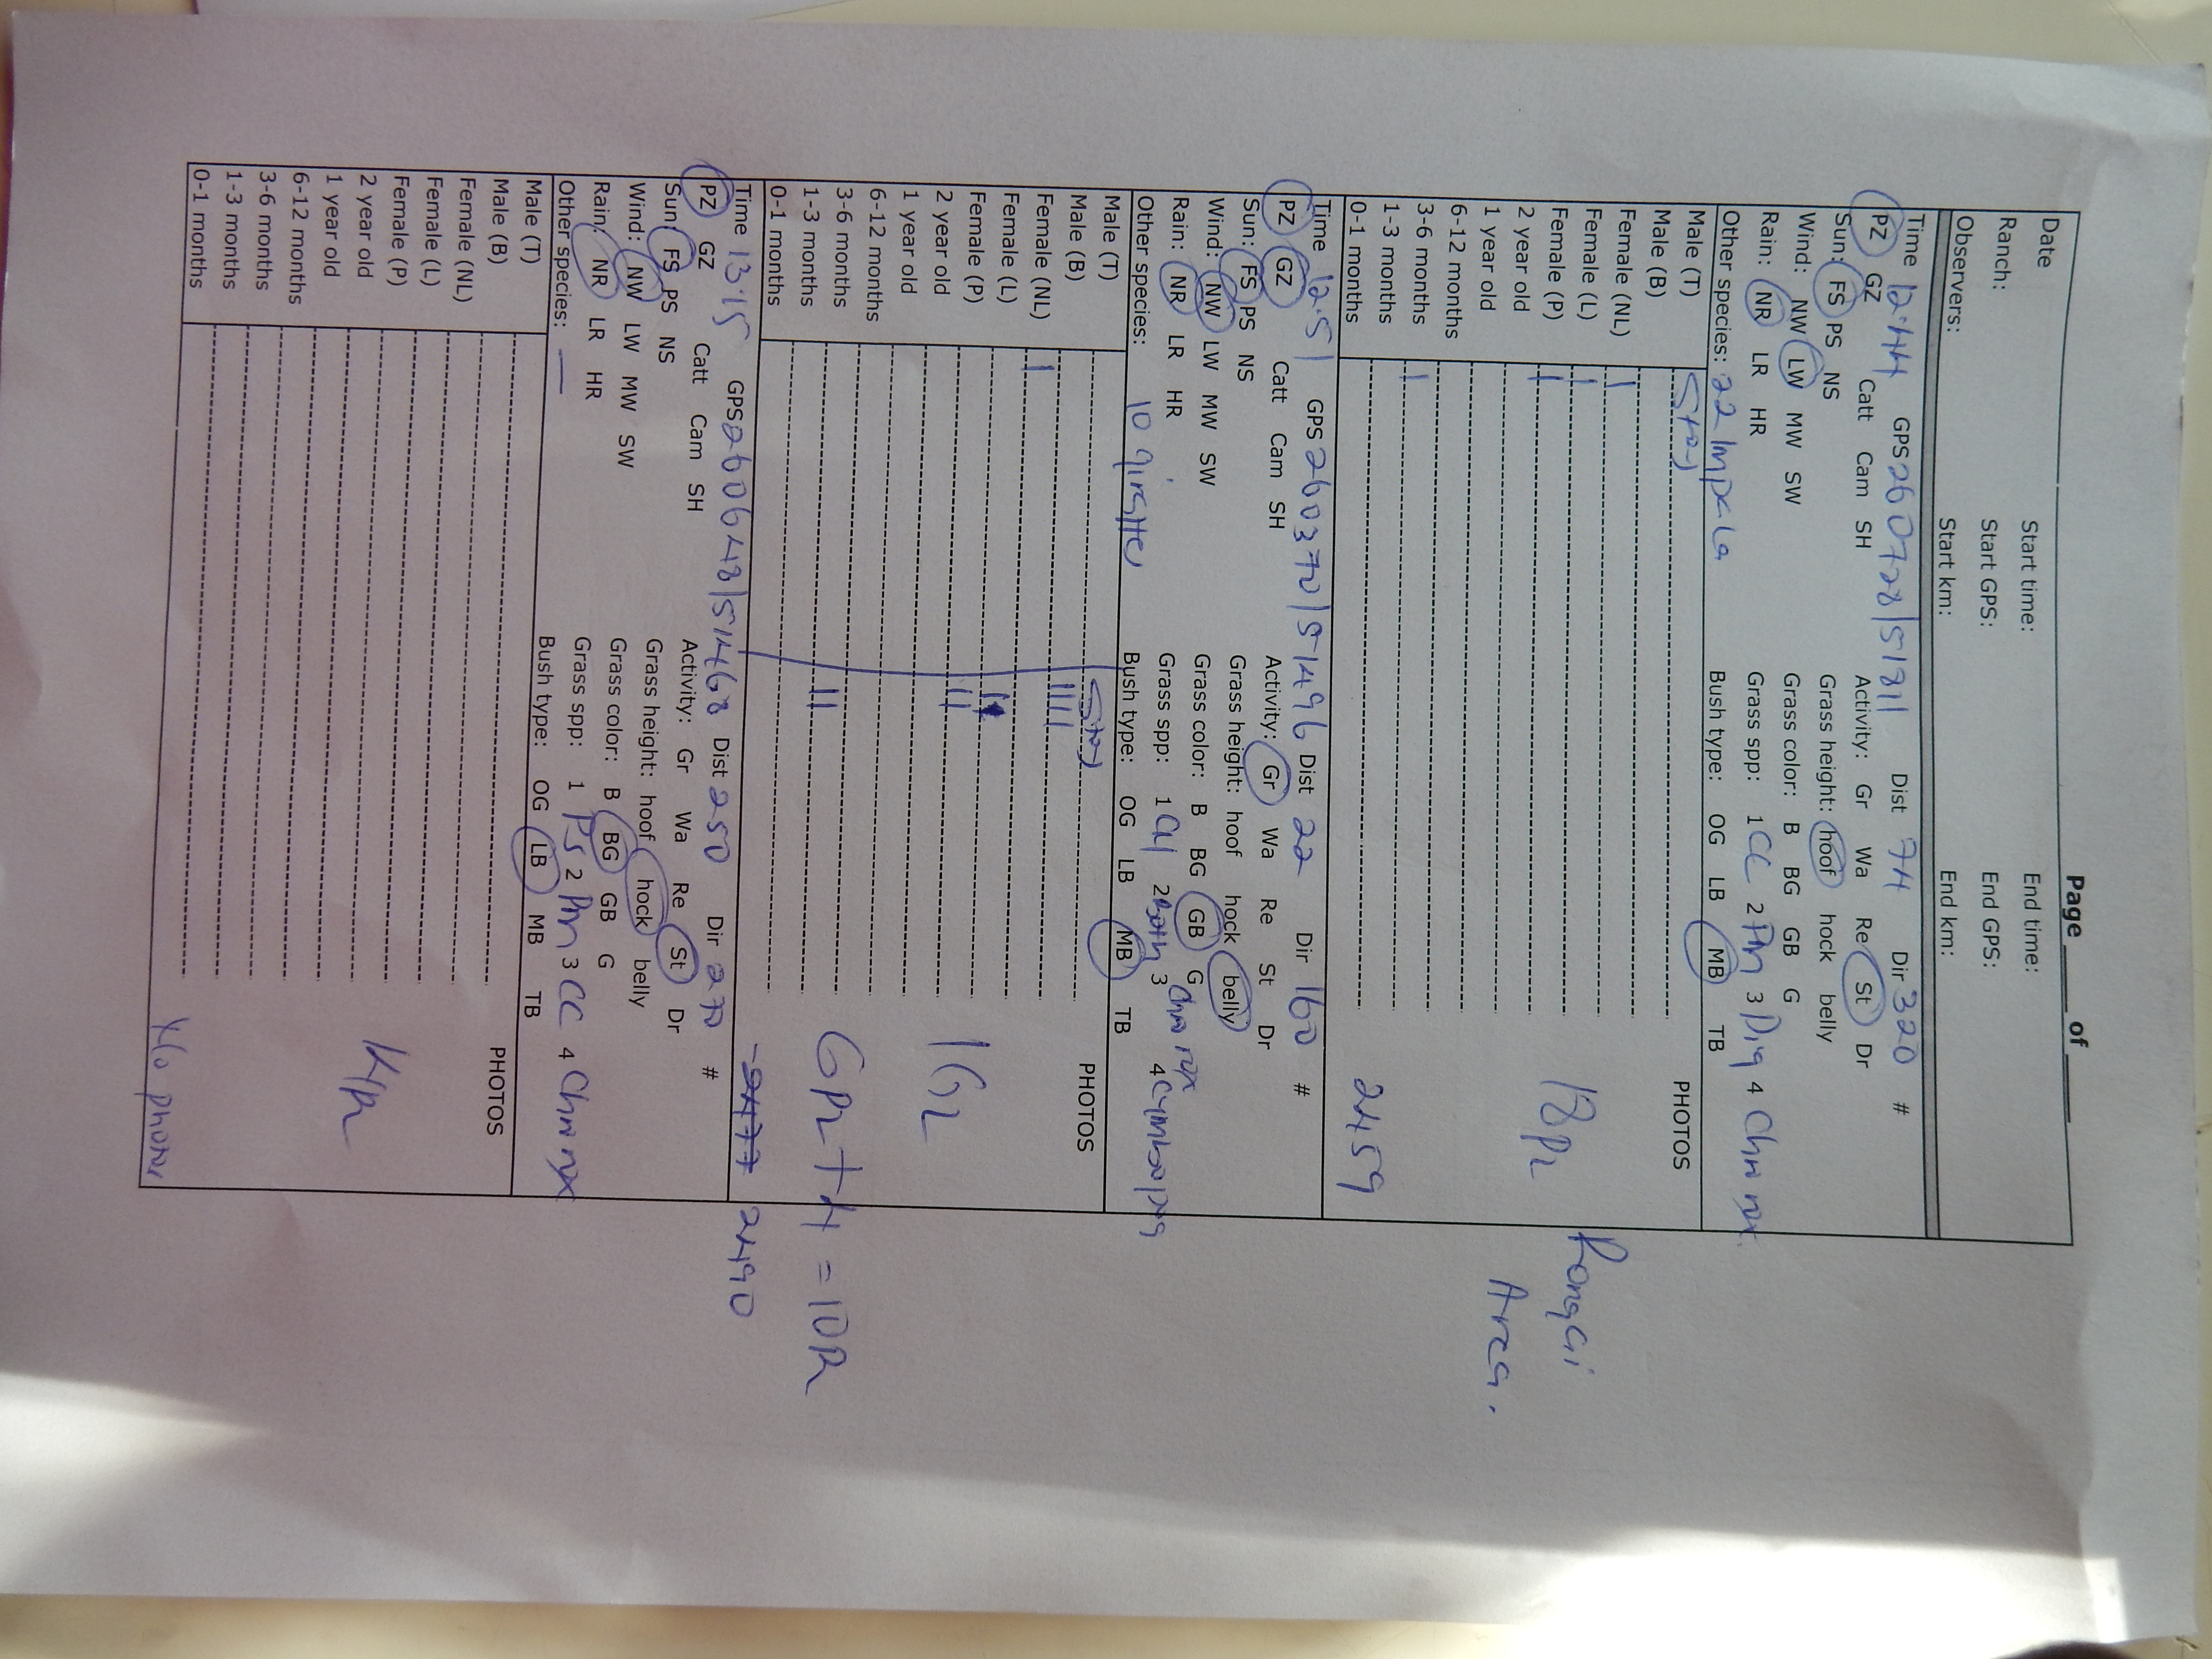 Page ____ of ____
Date Start time: End time:
Ranch: Start GPS: End GPS:
Observers: Start km: End km:
Time 12.44 GPS 260728/51811 Dist 74 Dir 320 #
PZ GZ Catt Cam SH Activity: Gr Wa Re St Dr
Sun: FS PS NS Grass height: hoof hock belly
Wind: NW LW MW SW Grass color: B BG GB G
Rain: NR LR HR Grass spp: 1 CC 2 Pm 3 Dig 4
Other species: 22 Impala Bush type: OG LB MB TB
Male (T) PHOTOS
Male (B)
Female (NL) |
Female (L) |
Female (P) |
18 PZ
Rongai
Area.
2 year old
1 year old
6-12 months
3-6 months |
1-3 months
0-1 months
2459
Time 12.51 GPS 260370/51496 Dist 22 Dir 160 #
PZ GZ Catt Cam SH Activity: Gr Wa Re St Dr
Sun: FS PS NS Grass height: hoof hock belly
Wind: NW LW MW SW Grass color: B BG GB G
Rain: NR LR HR Grass spp: 1 2 Both 3 4
Other species: 10 Bush type: OG LB MB TB
Male (T) PHOTOS
Male (B) ||||
Female (NL) |
Female (L)
Female (P) ||
1 GZ
2 year old
1 year old
6-12 months
3-6 months
1-3 months ||
6 PZ + 4 = 10
0-1 months
2477 2490
Time 13.15 GPS 260648/51468 Dist 250 Dir 270 #
PZ GZ Catt Cam SH Activity: Gr Wa Re St Dr
Sun: FS PS NS Grass height: hoof hock belly
Wind: NW LW MW SW Grass color: B BG GB G
Rain: NR LR HR Grass spp: 1 Ps 2 Pm 3 CC 4
Other species: — Bush type: OG LB MB TB
Male (T) PHOTOS
Male (B)
Female (NL)
Female (L)
Female (P)
14 PZ
2 year old
1 year old
6-12 months
3-6 months
1-3 months
0-1 months
No photos